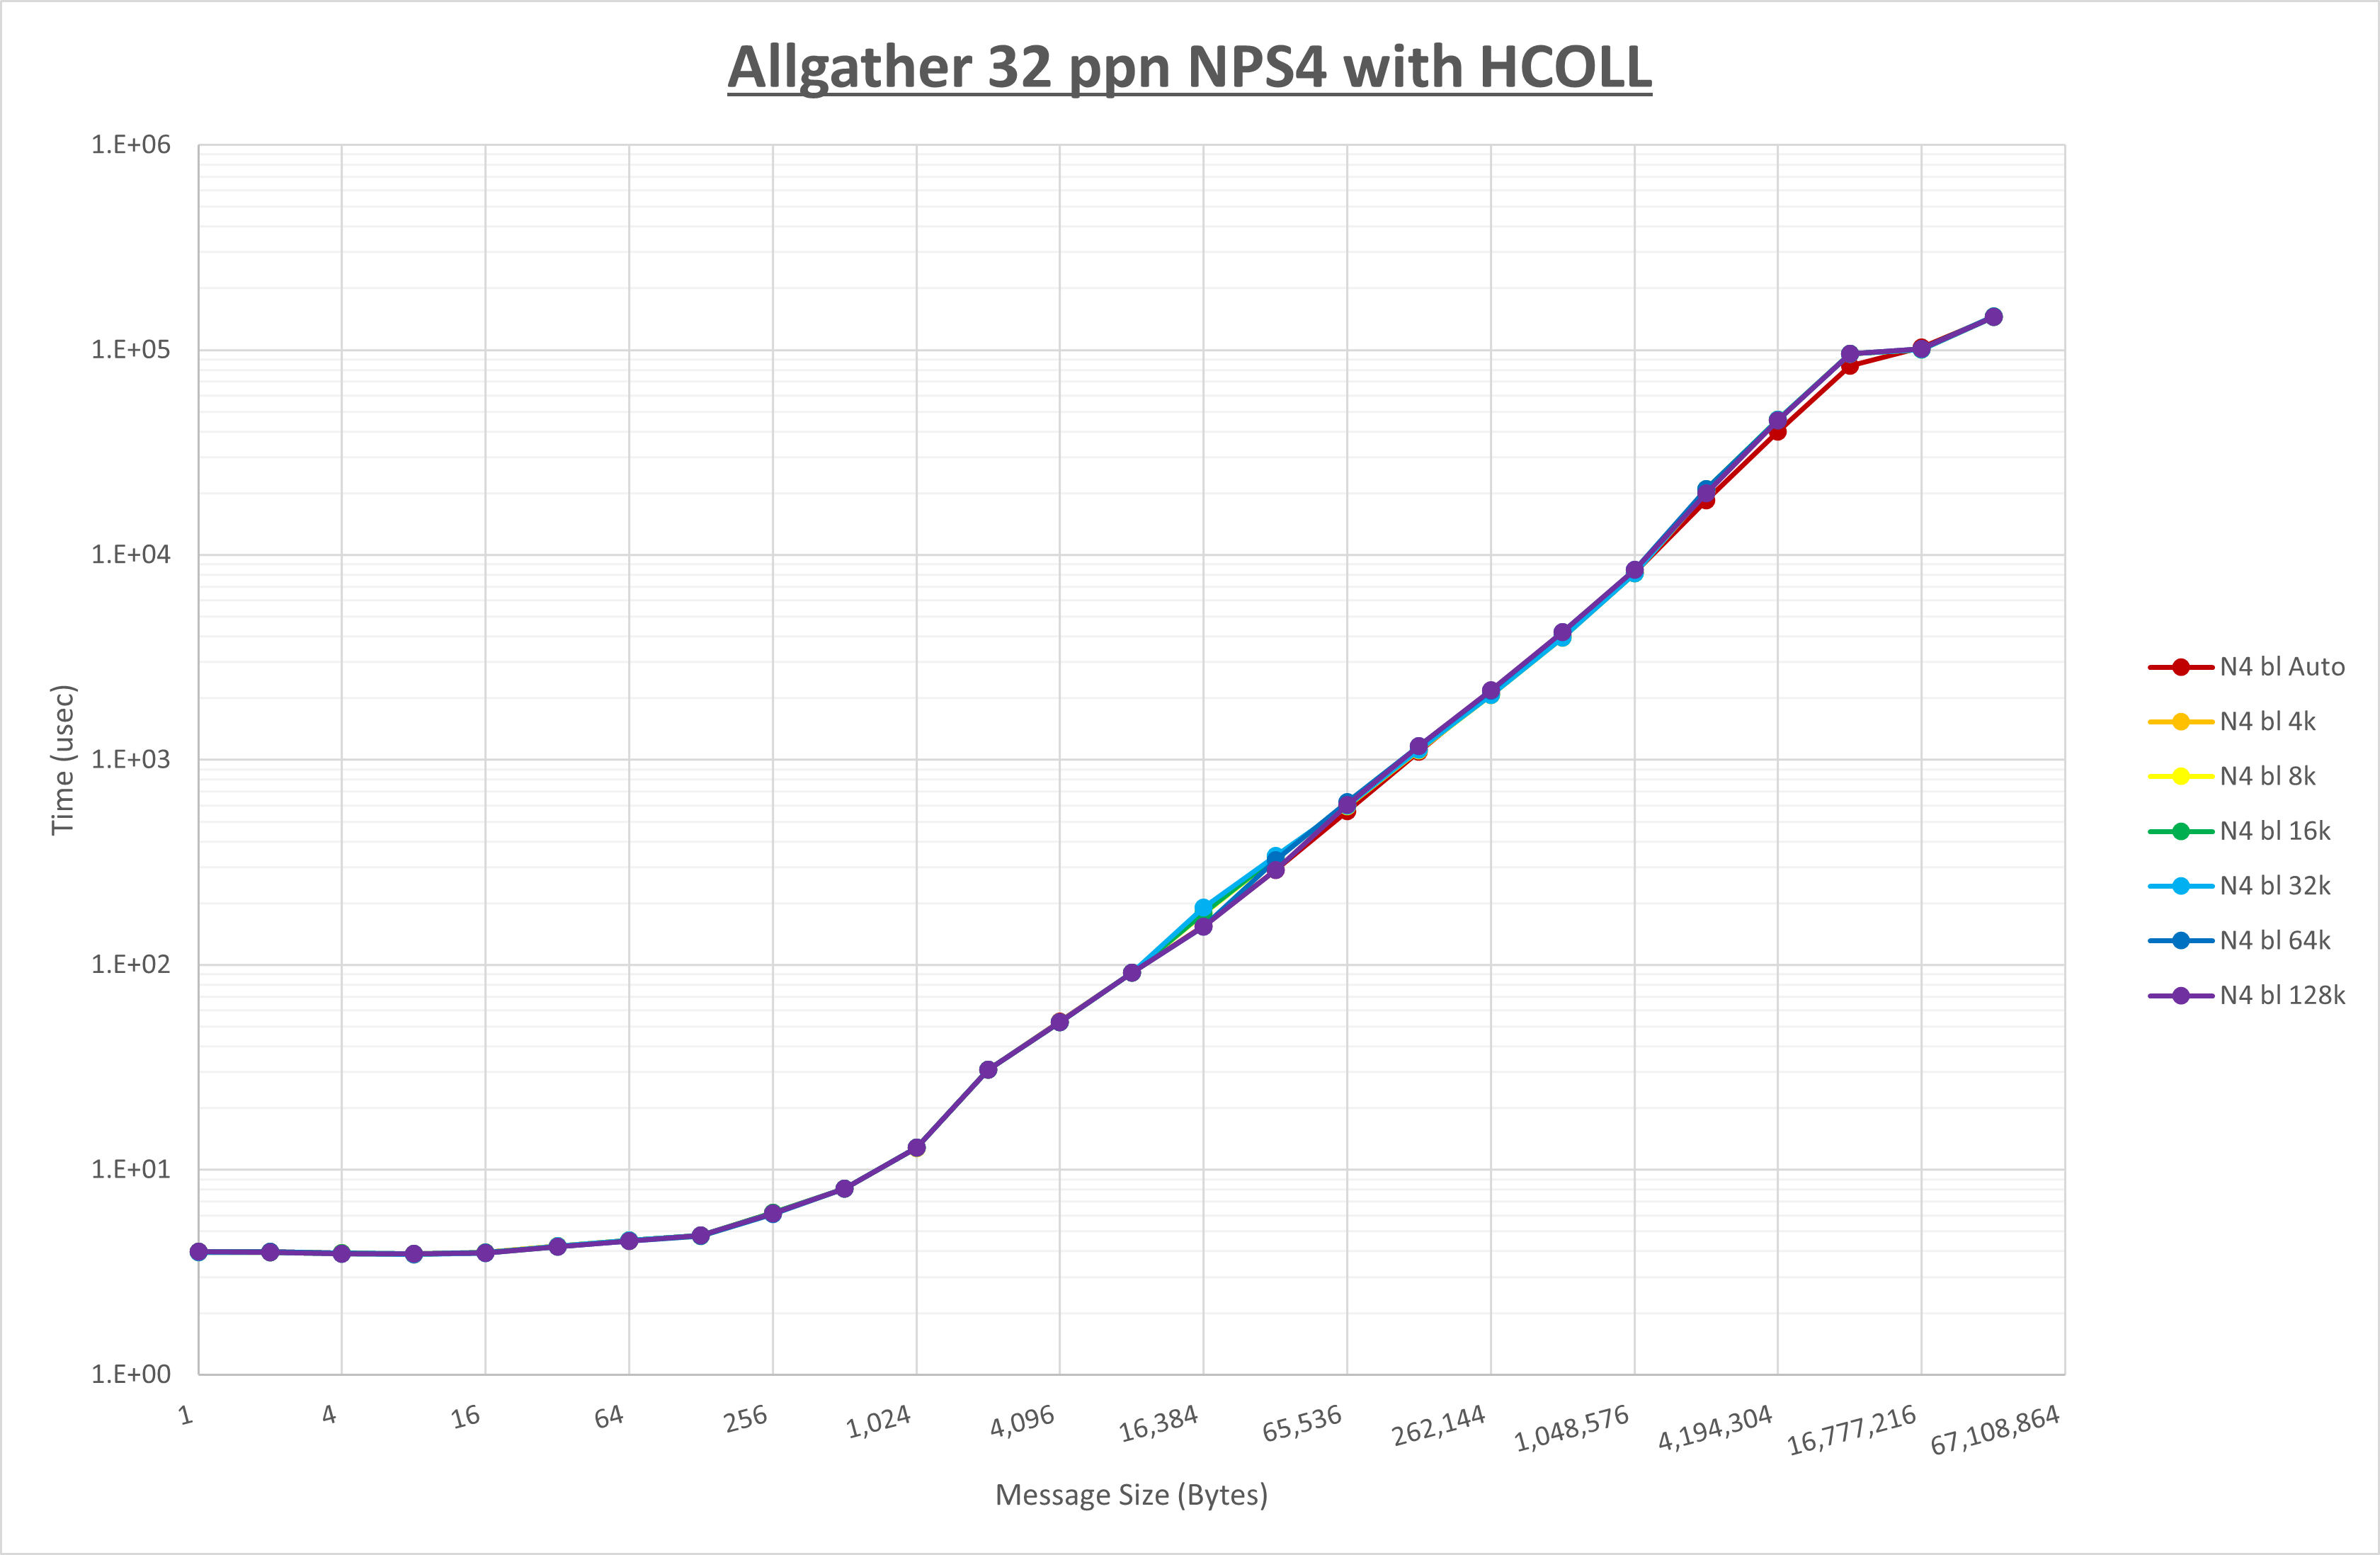 Allgather 32 ppn NPS4 with HCOLL
1.E+06
1.E+05
1.E+04
1.E+03
1.E+02
1.E+01
1.E+00
Time (usec)
1
4
16
64
256
1,024
4,096
16,384
65,536
262,144
1,048,576
4,194,304
16,777,216
67,108,864
Message Size (Bytes)
N4 bl Auto
N4 bl 4k
N4 bl 8k
N4 bl 16k
N4 bl 32k
N4 bl 64k
N4 bl 128k